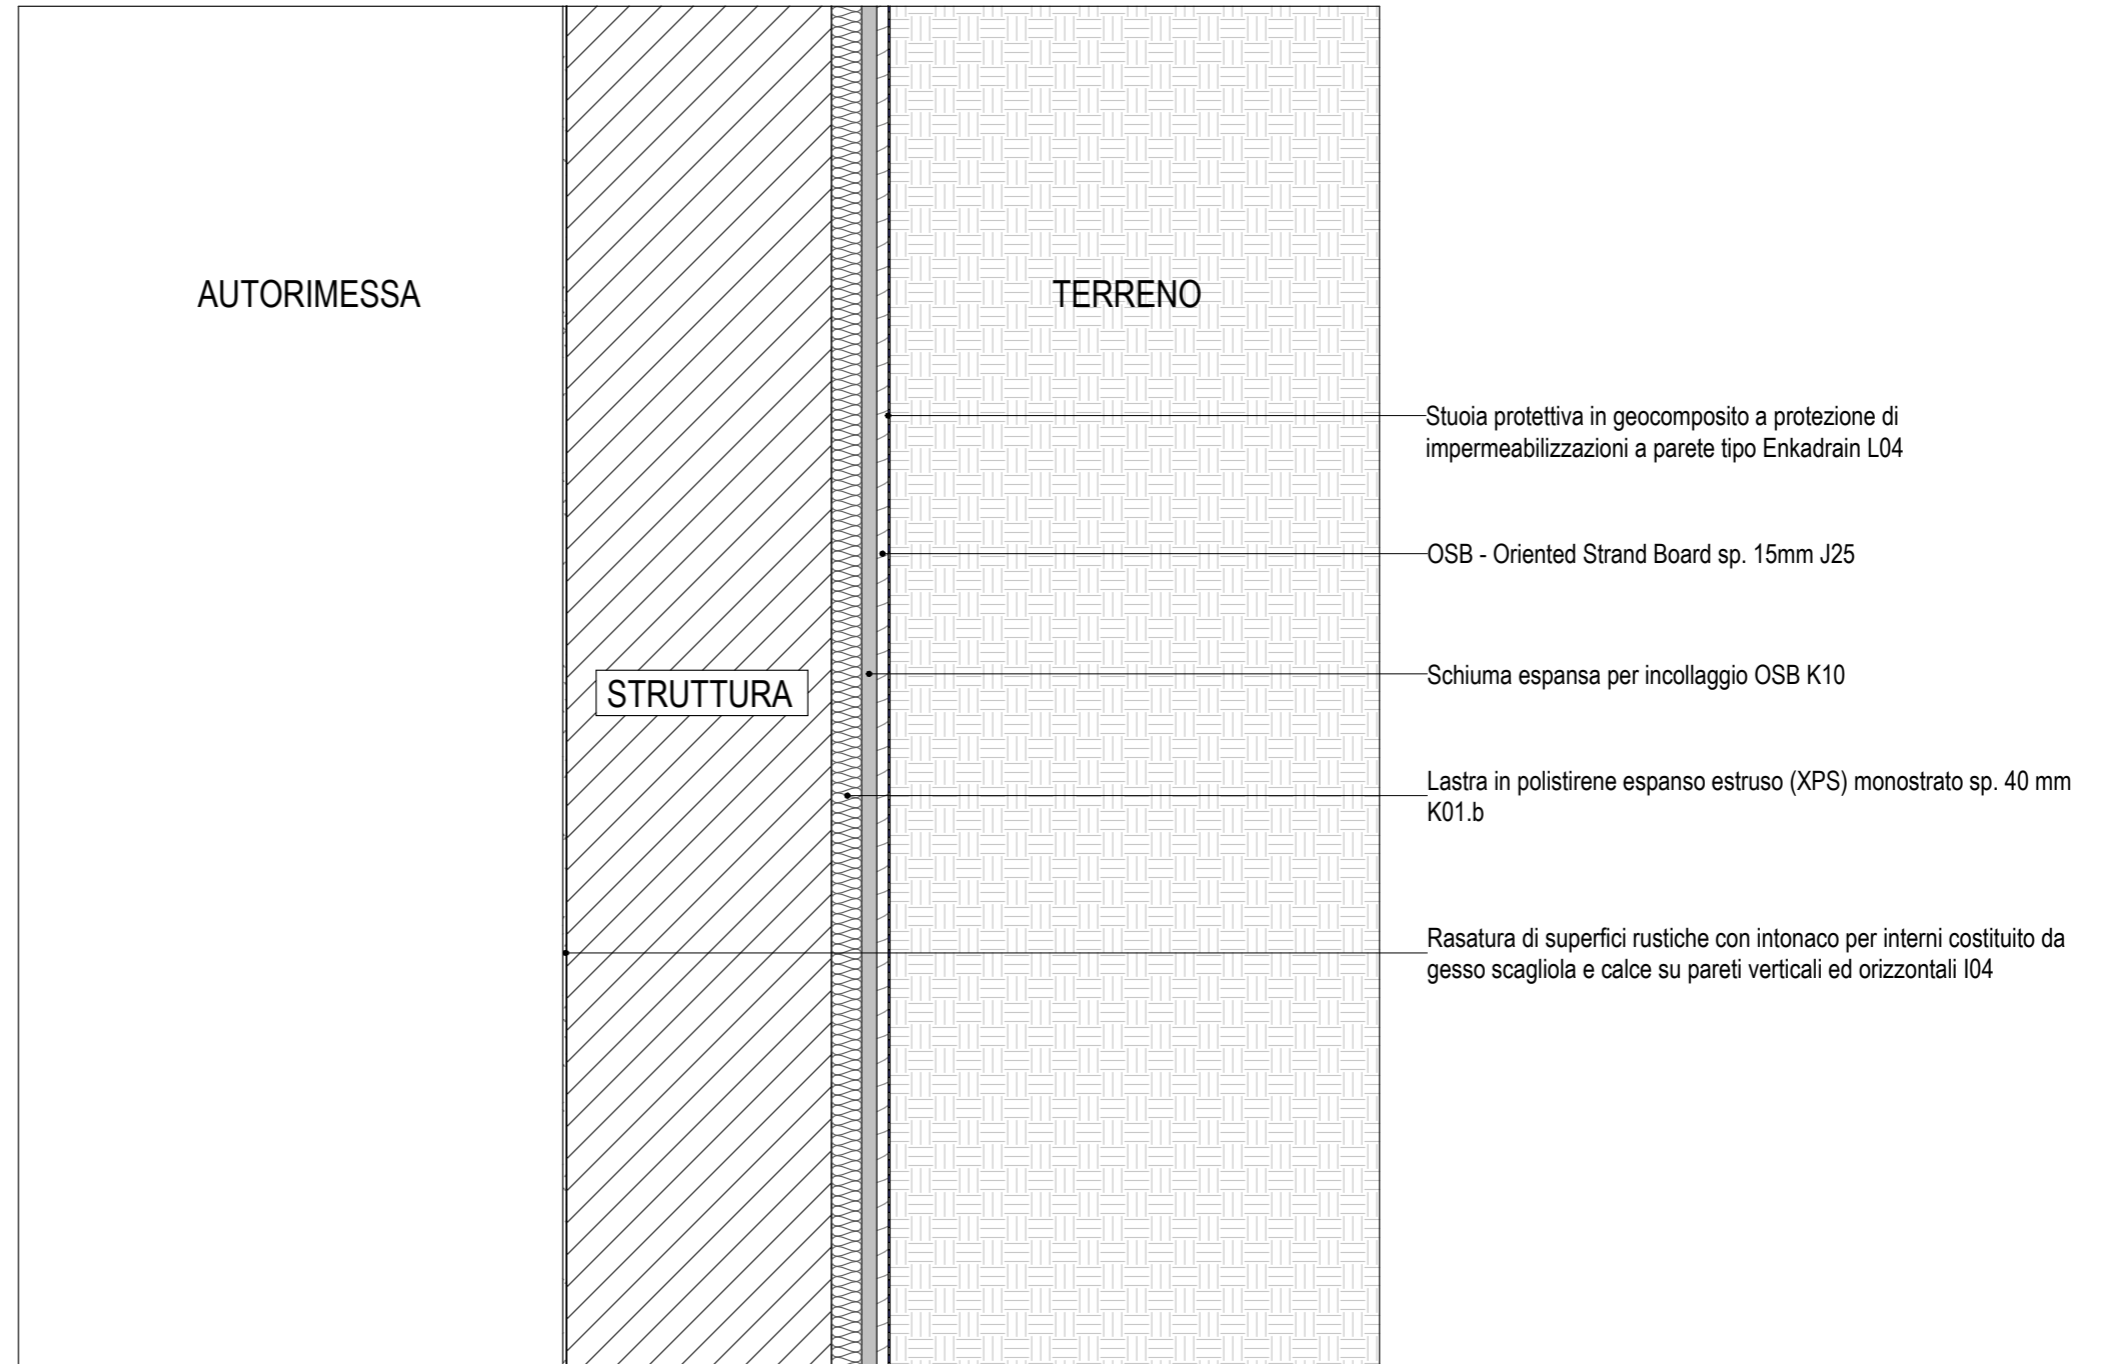 AUTORIMESSA
TERRENO
Stuoia protettiva in geocomposito a protezione di
impermeabilizzazioni a parete tipo Enkadrain L04
OSB - Oriented Strand Board sp. 15mm J25
Schiuma espansa per incollaggio OSB K10
STRUTTURA
Lastra in polistirene espanso estruso (XPS) monostrato sp. 40 mm
K01.b
Rasatura di superfici rustiche con intonaco per interni costituito da
gesso scagliola e calce su pareti verticali ed orizzontali I04